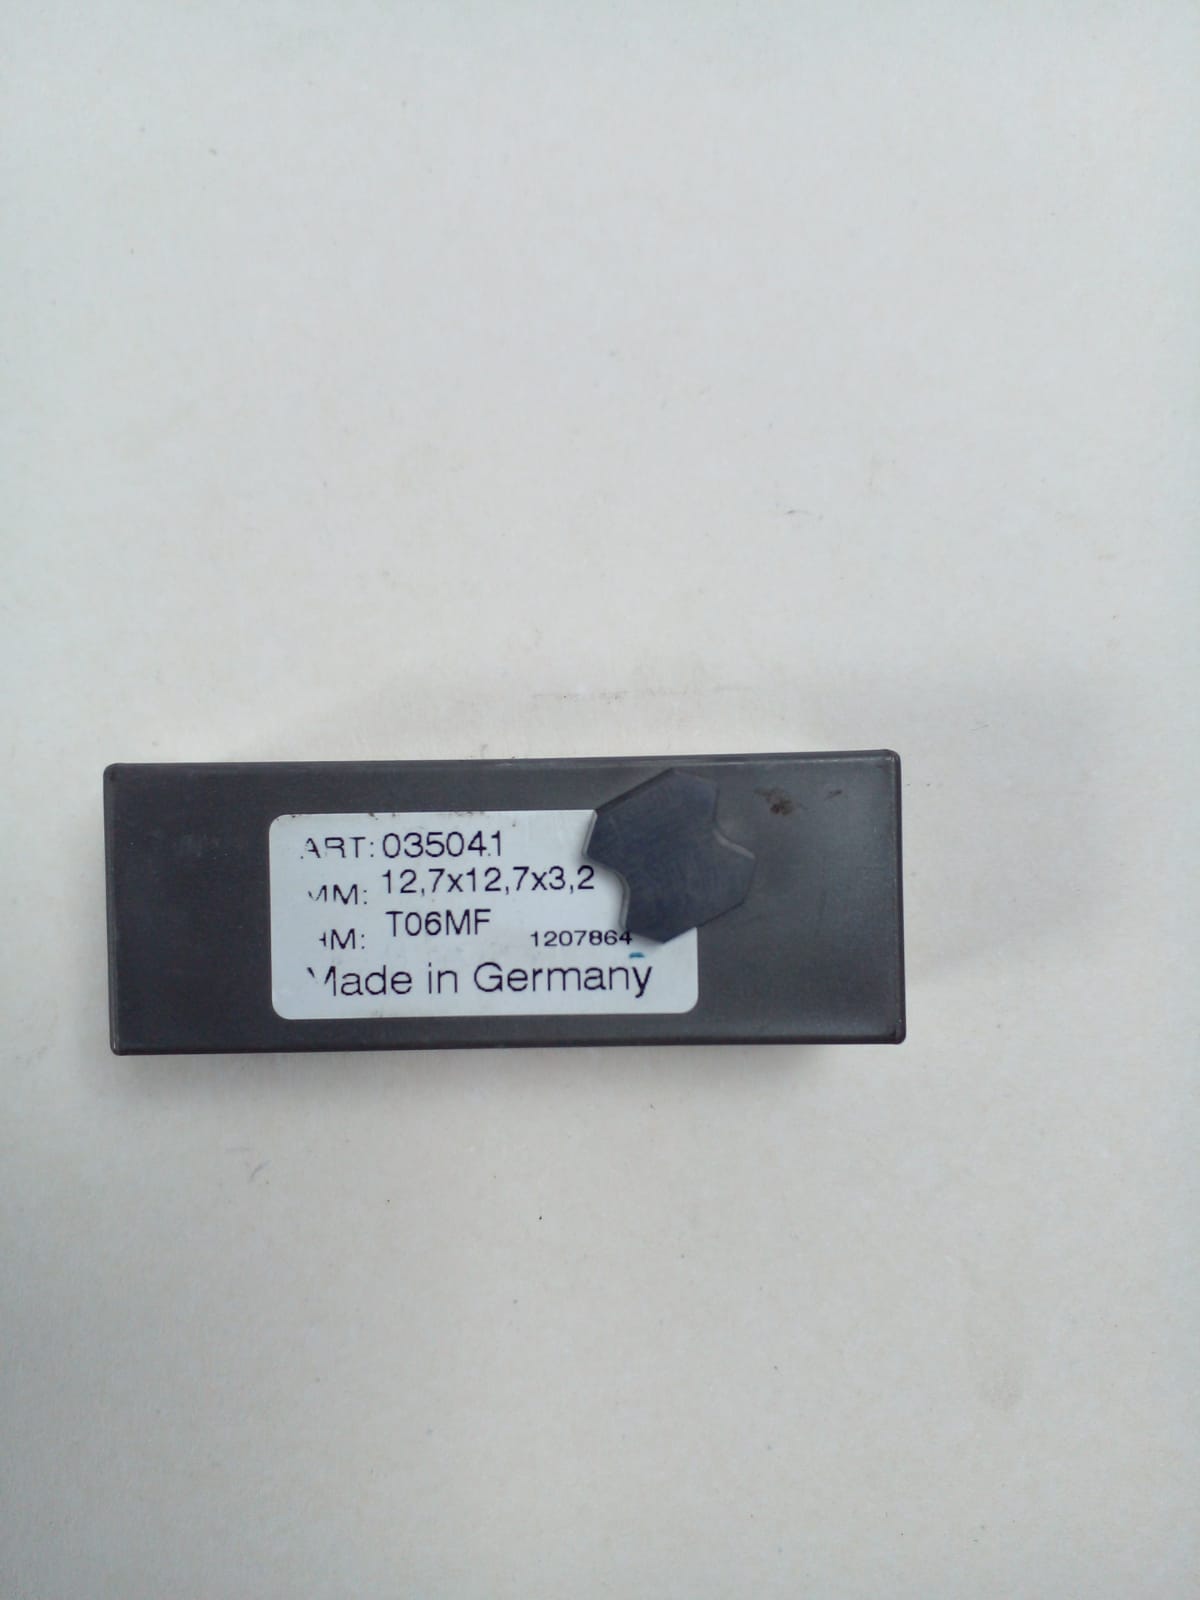 ART: 035041
MM: 12,7x12,7x3,2
HM: T06MF 1207864
Made in Germany